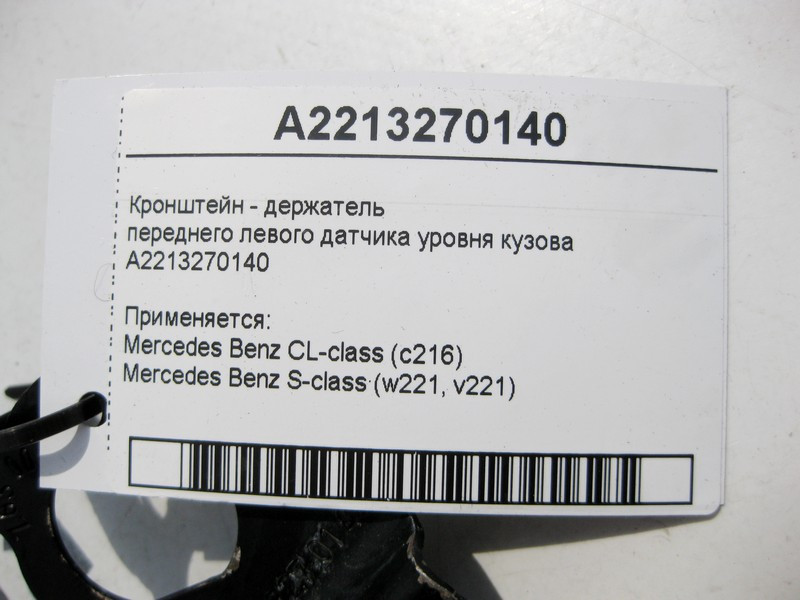 A2213270140
Кронштейн - держатель
переднего левого датчика уровня кузова
A2213270140
Применяется:
Mercedes Benz CL-class (c216)
Mercedes Benz S-class (w221, v221)